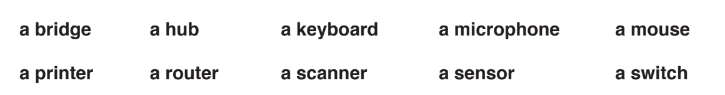 a bridge a hub a keyboard a microphone a mouse
a printer a router a scanner a sensor a switch